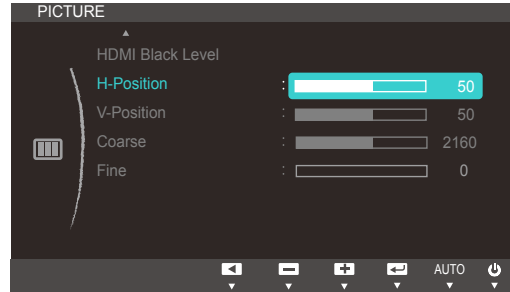 PICTURE
HDMI Black Level
H-Position : 50
V-Position : 50
Coarse : 2160
Fine : 0
AUTO